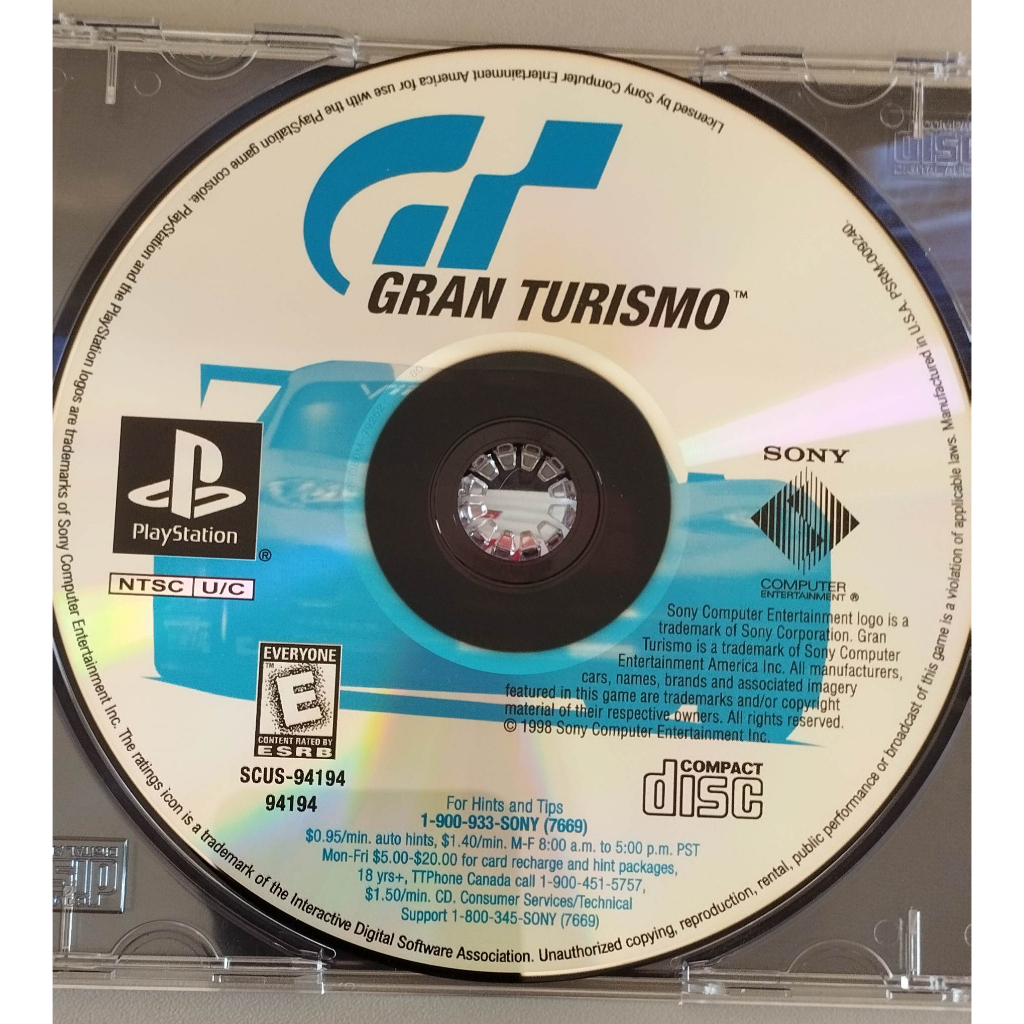 Licensed by Sony Computer Entertainment America for use with the PlayStation game console. PlayStation and the PlayStation logos are trademarks of Sony Computer Entertainment Inc. The ratings icon is a trademark of the Interactive Digital Software Association. Unauthorized copying, reproduction, rental, public performance or broadcast of this game is a violation of applicable laws. Manufactured in U.S.A. PSRM-009240.
GT
GRAN TURISMO™
PlayStation
®
NTSC U/C
SONY
COMPUTER
ENTERTAINMENT ®
Sony Computer Entertainment logo is a
trademark of Sony Corporation. Gran
Turismo is a trademark of Sony Computer
Entertainment America Inc. All manufacturers,
cars, names, brands and associated imagery
featured in this game are trademarks and/or copyright
material of their respective owners. All rights reserved.
© 1998 Sony Computer Entertainment Inc.
EVERYONE
™
E
CONTENT RATED BY
ESRB
SCUS-94194
94194
COMPACT
disc
For Hints and Tips
1-900-933-SONY (7669)
$0.95/min. auto hints, $1.40/min. M-F 8:00 a.m. to 5:00 p.m. PST
Mon-Fri $5.00-$20.00 for card recharge and hint packages,
18 yrs+, TTPhone Canada call 1-900-451-5757,
$1.50/min. CD. Consumer Services/Technical
Support 1-800-345-SONY (7669)